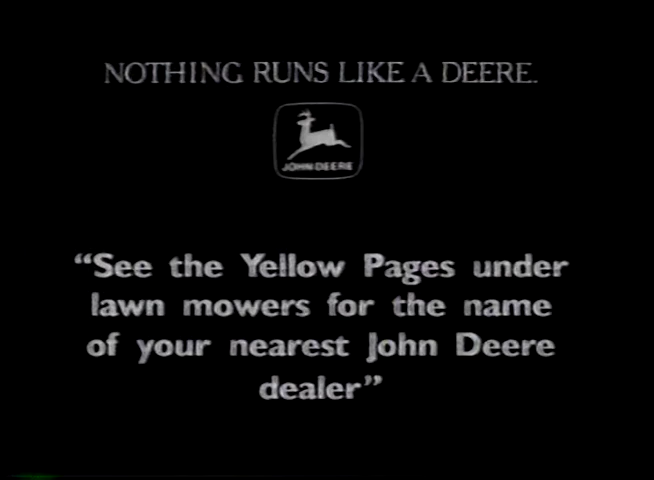 NOTHING RUNS LIKE A DEERE.
JOHN DEERE
“See the Yellow Pages under
lawn mowers for the name
of your nearest John Deere
dealer”